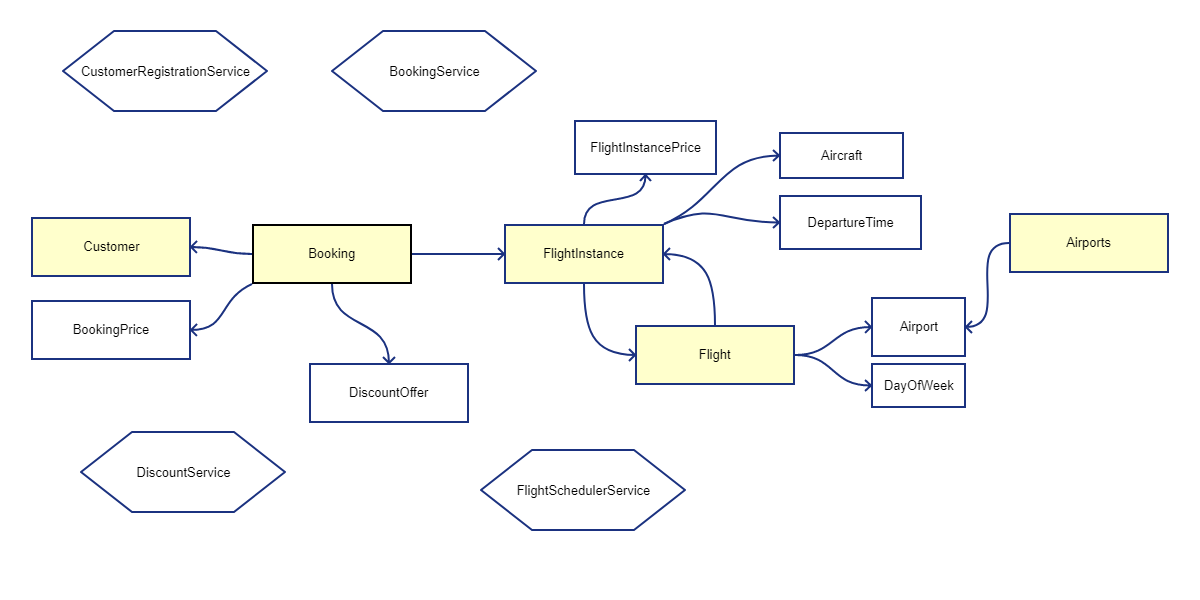 CustomerRegistrationService
BookingService
FlightInstancePrice
Aircraft
DepartureTime
Customer
Booking
FlightInstance
Airports
BookingPrice
Airport
Flight
DayOfWeek
DiscountOffer
DiscountService
FlightSchedulerService